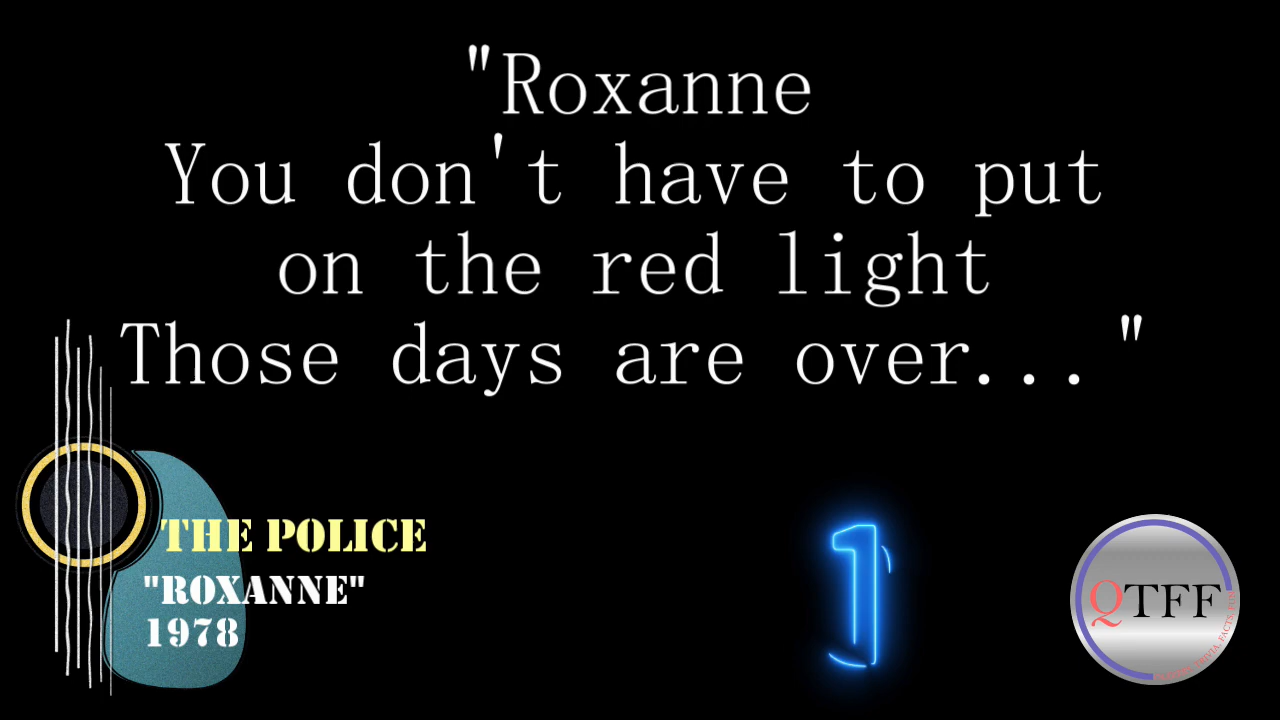 "Roxanne
You don't have to put
on the red light
Those days are over..."
THE POLICE
"ROXANNE"
1978
1
QTFF